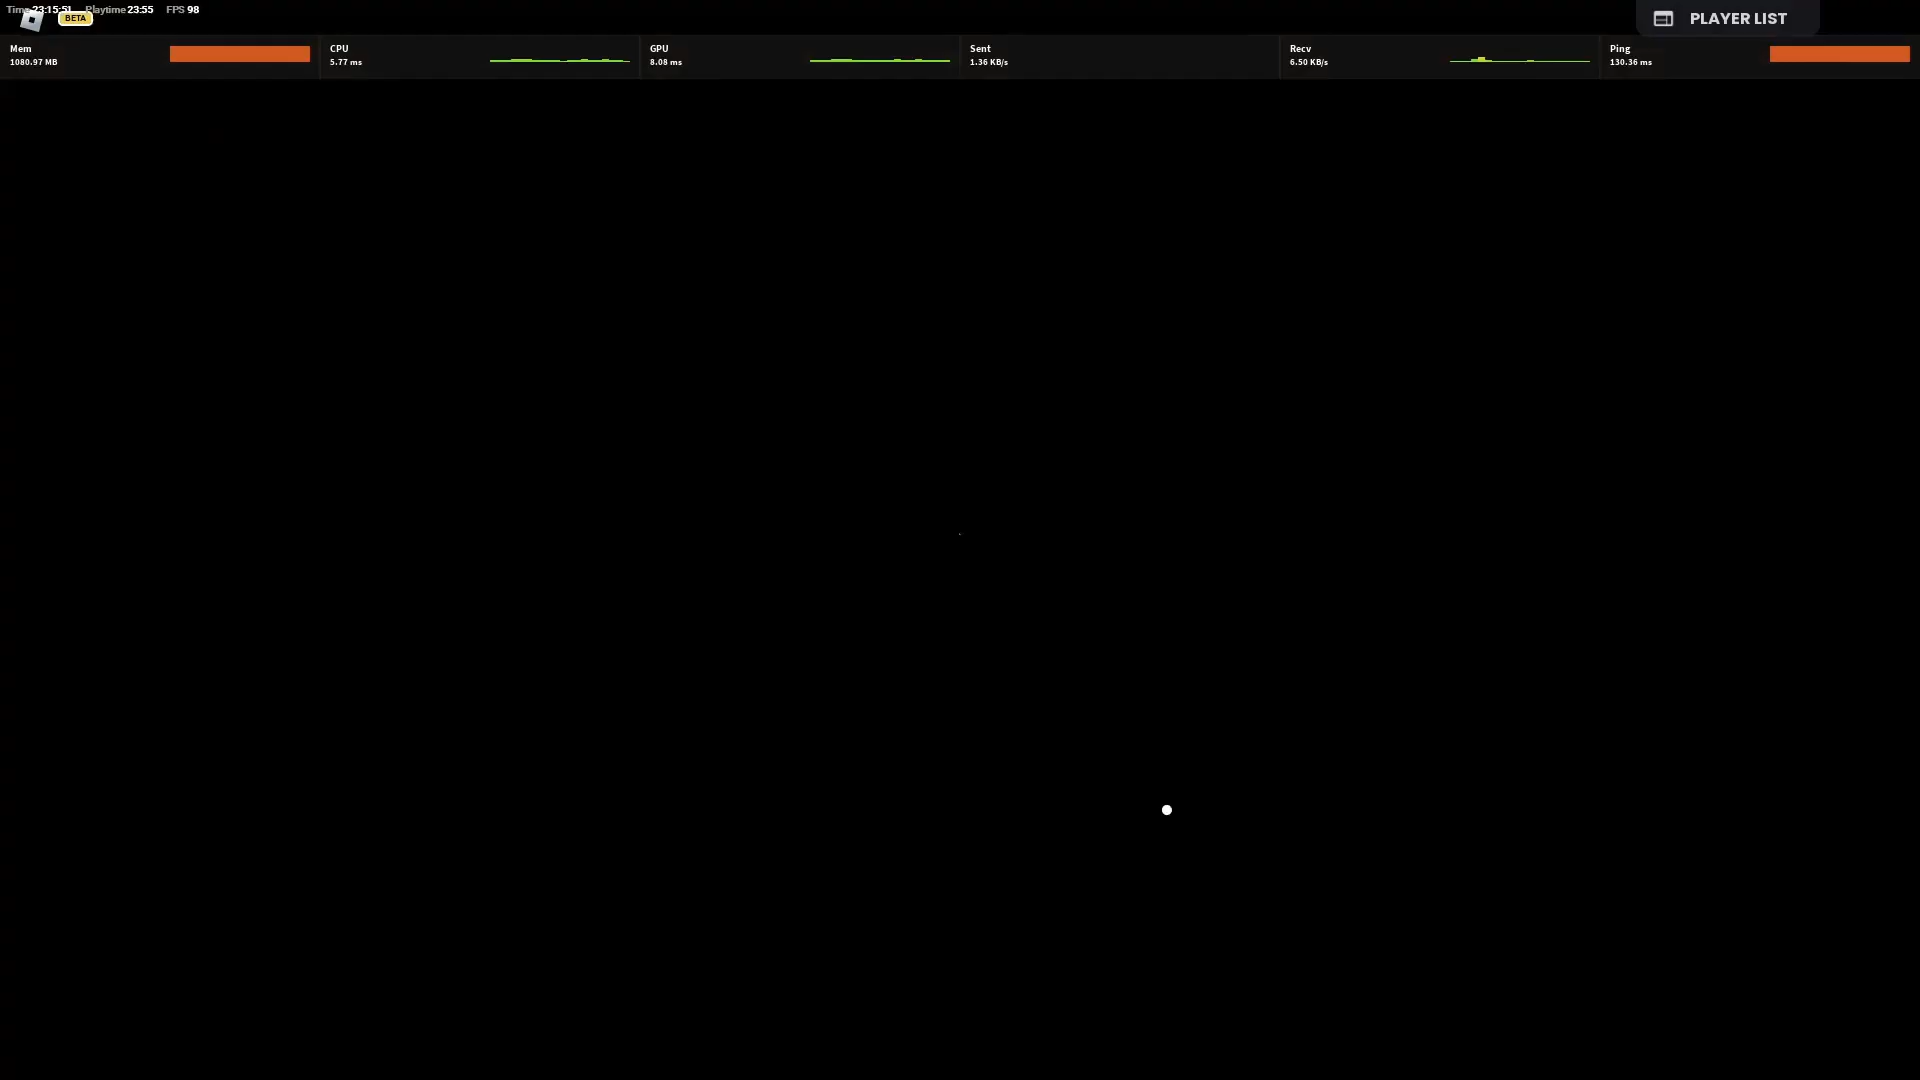 Time 23:15:51 Playtime 23:55 FPS 98
BETA
PLAYER LIST
Mem
1080.97 MB
CPU
5.77 ms
GPU
8.08 ms
Sent
1.36 KB/s
Recv
6.50 KB/s
Ping
130.36 ms